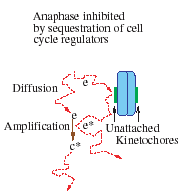 Anaphase inhibited
by sequestration of cell
cycle regulators
Diffusion
e
e
Amplification
e*
Unattached
Kinetochores
e*